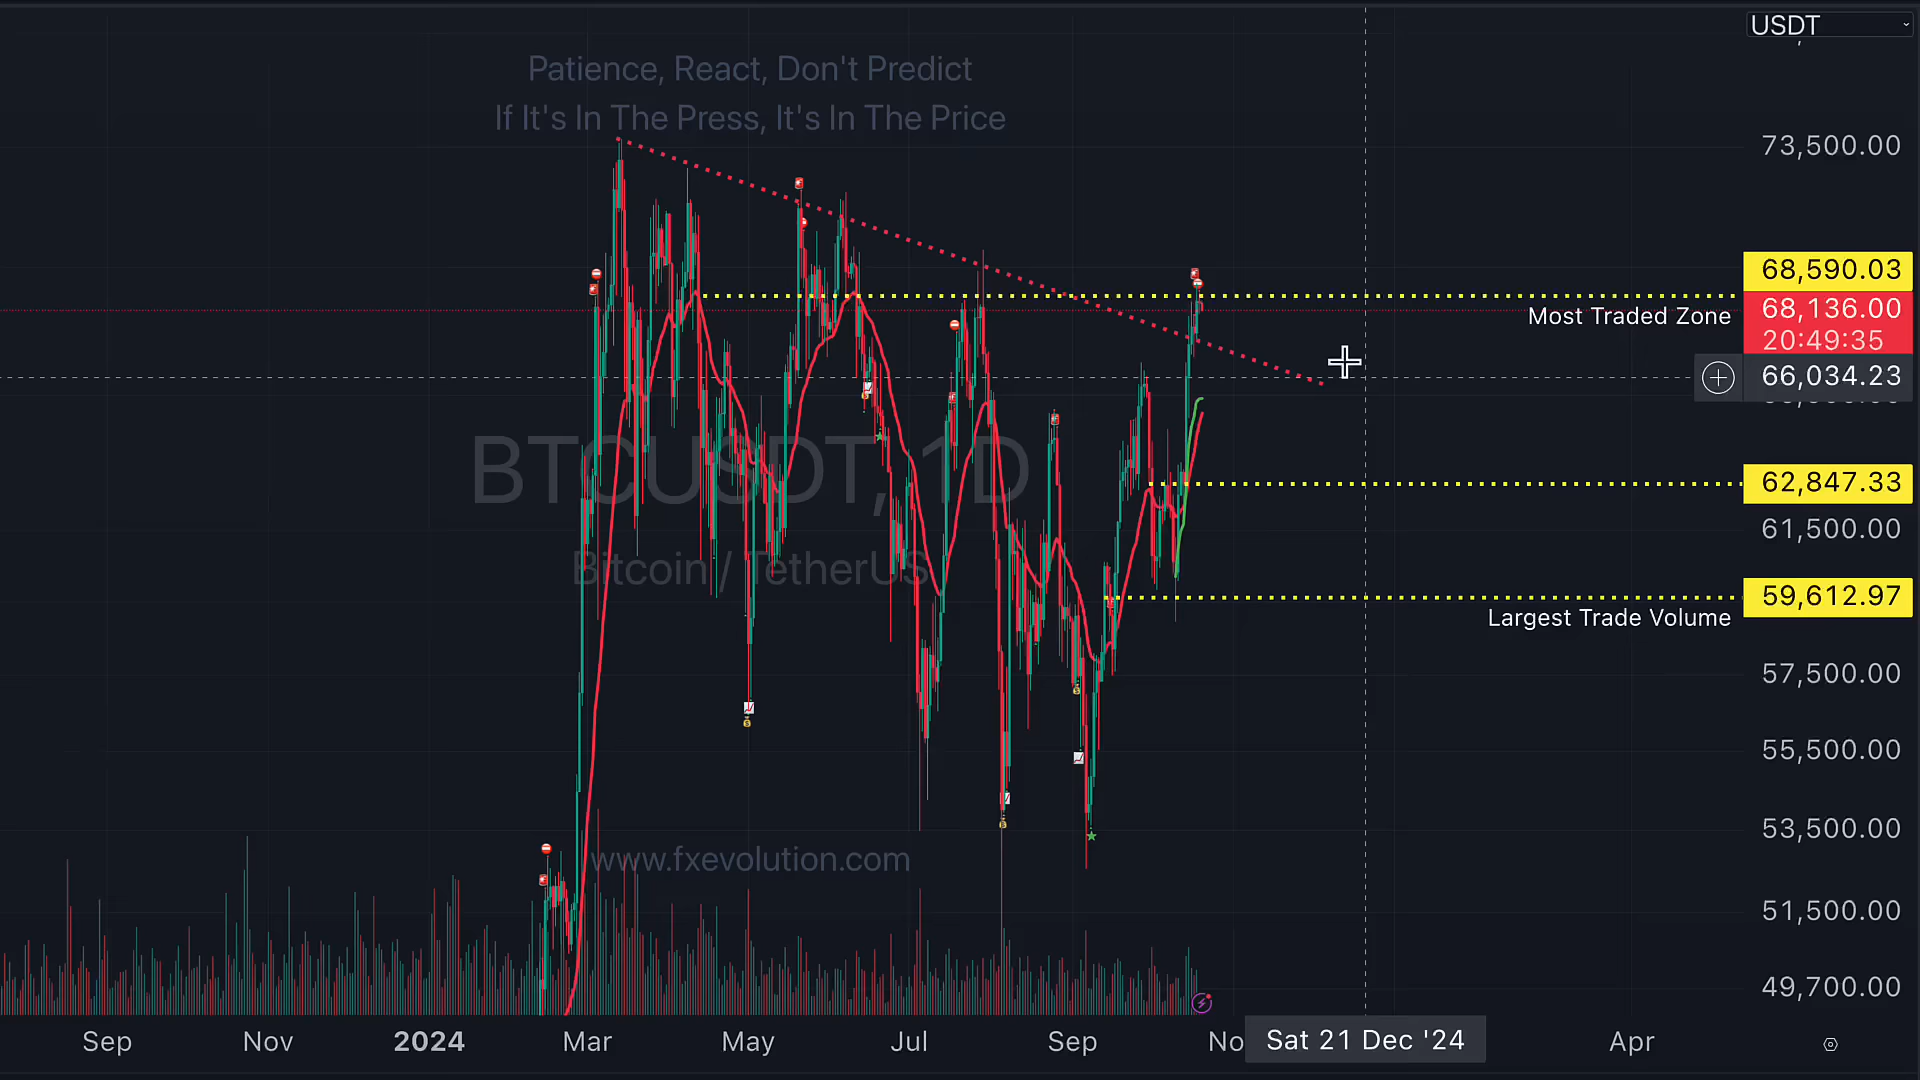 USDT
Patience, React, Don't Predict
If It's In The Press, It's In The Price
73,500.00
68,590.03
68,136.00
Most Traded Zone
20:49:35
66,034.23
BTCUSDT, 1D
62,847.33
61,500.00
Bitcoin / TetherUS
59,612.97
Largest Trade Volume
57,500.00
55,500.00
53,500.00
www.fxevolution.com
51,500.00
49,700.00
Sep Nov 2024 Mar May Jul Sep No Sat 21 Dec '24 Apr